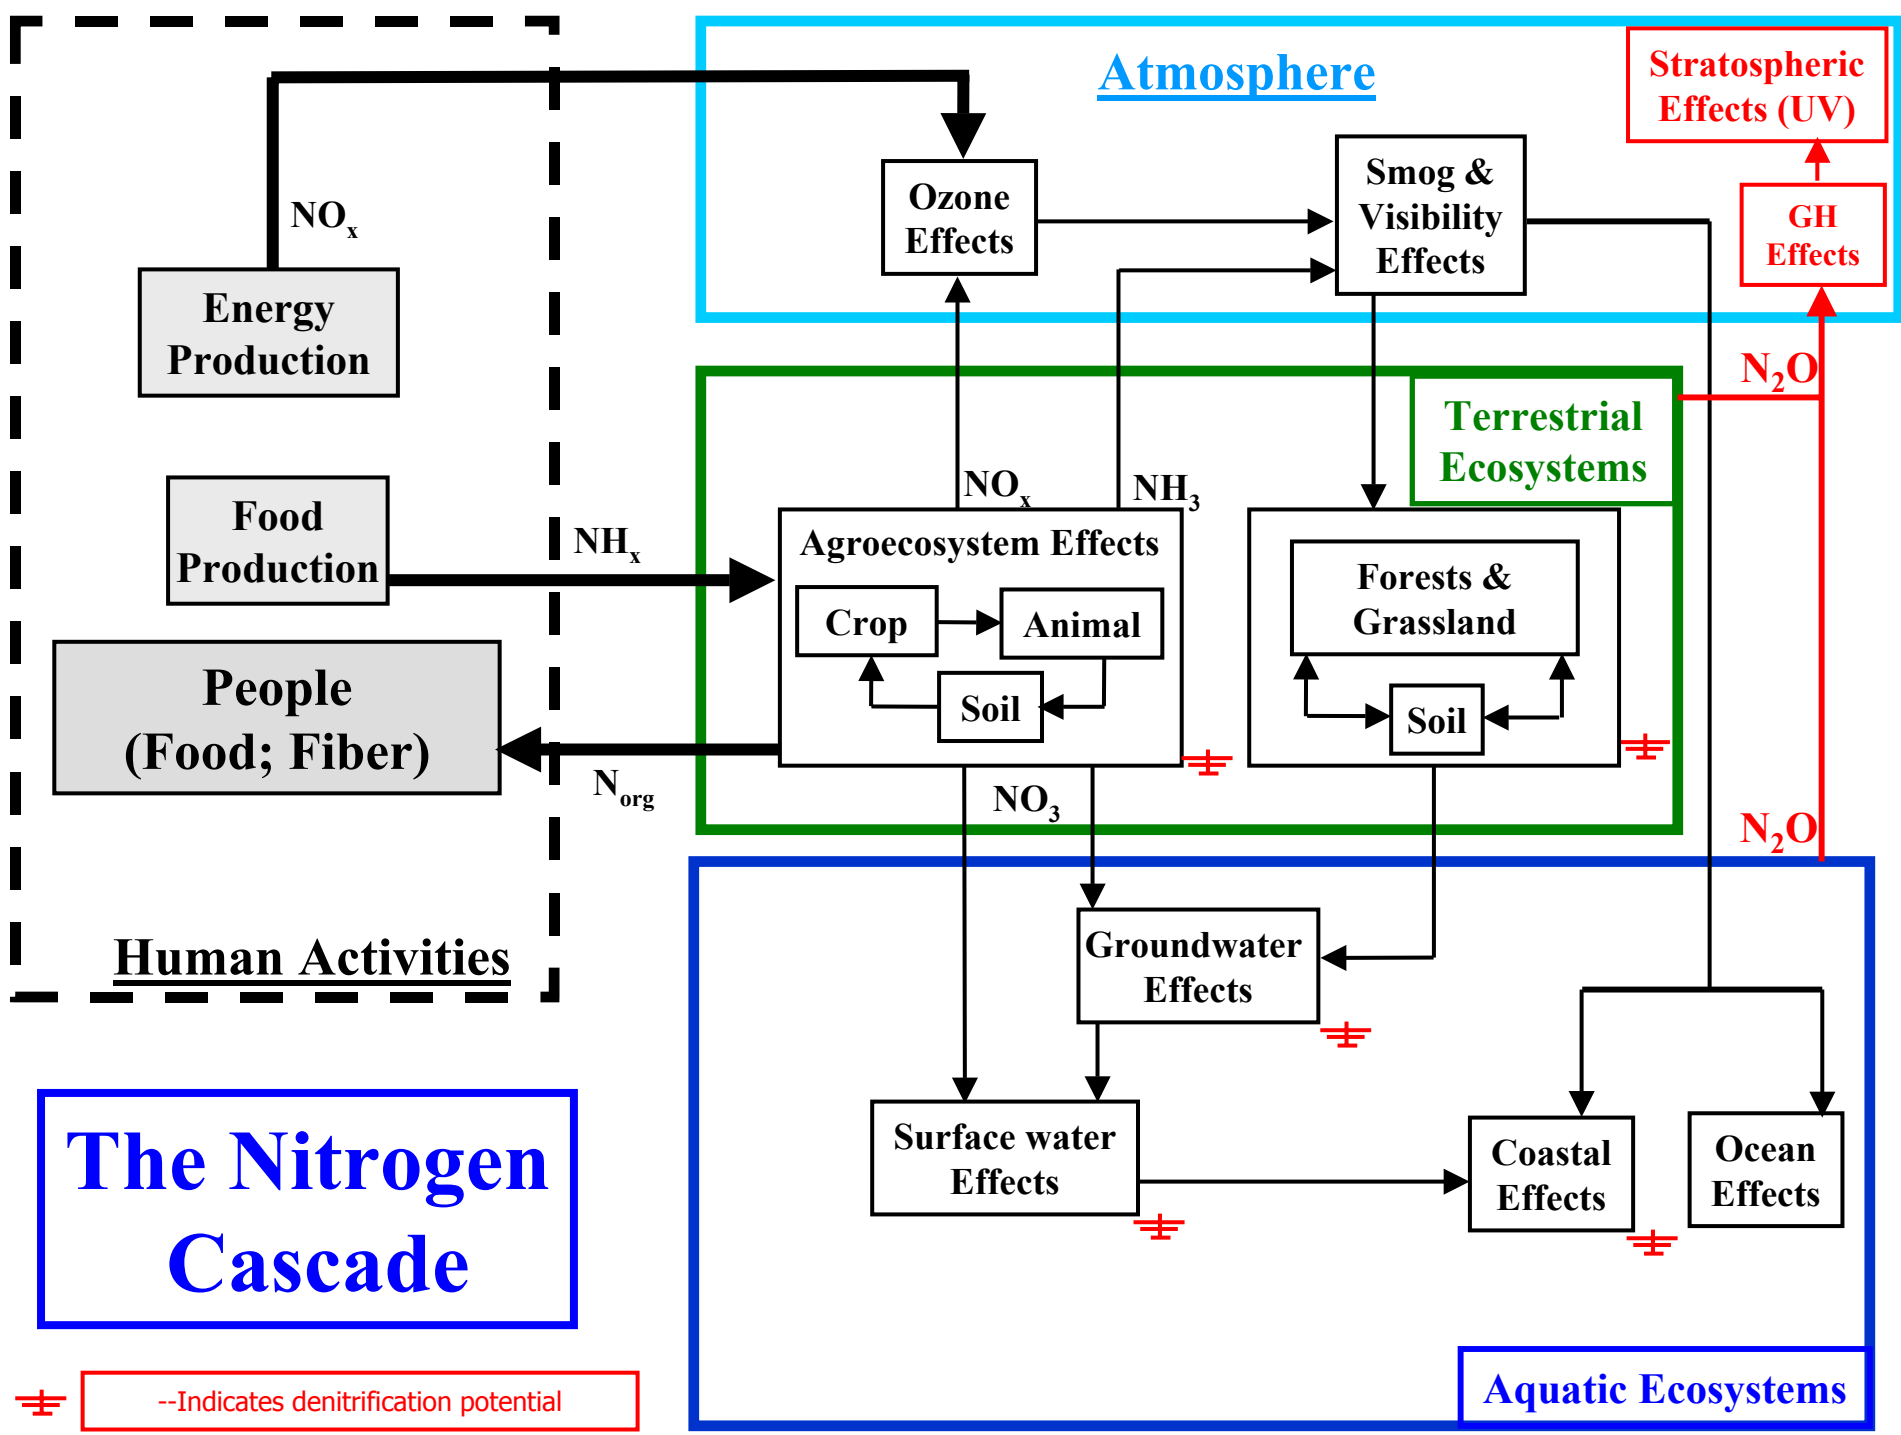 Atmosphere
Stratospheric
Effects (UV)
Ozone
Effects
Smog &
Visibility
Effects
GH
Effects
NOₓ
Energy
Production
N₂O
Terrestrial
Ecosystems
NOₓ
NH₃
Food
Production
NHₓ
Agroecosystem Effects
Crop
Animal
Soil
Forests &
Grassland
Soil
People
(Food; Fiber)
N_org
NO₃
N₂O
Human Activities
Groundwater
Effects
Surface water
Effects
Coastal
Effects
Ocean
Effects
The Nitrogen
Cascade
--Indicates denitrification potential
Aquatic Ecosystems